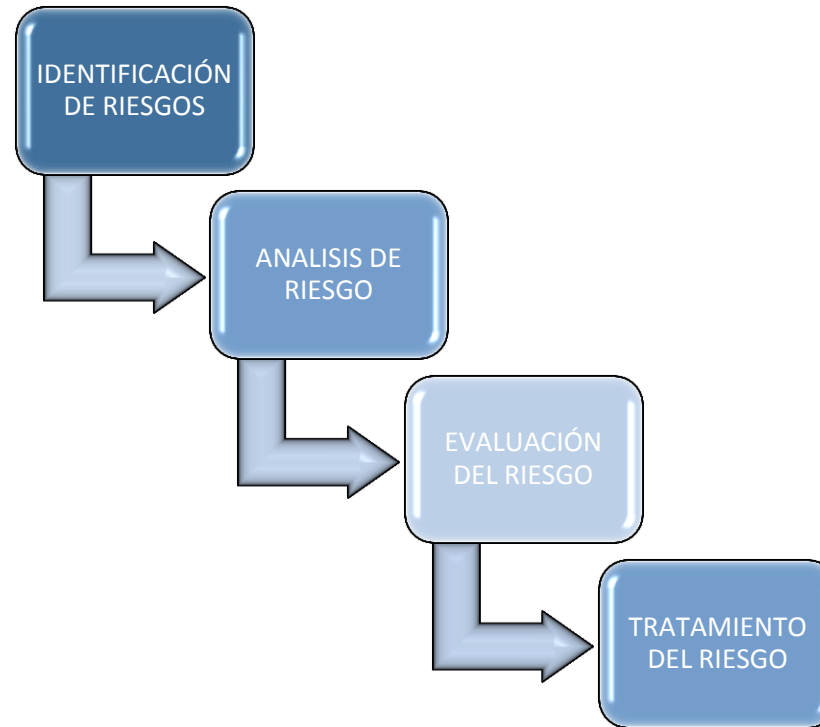 IDENTIFICACIÓN
DE RIESGOS
ANALISIS DE
RIESGO
EVALUACIÓN
DEL RIESGO
TRATAMIENTO
DEL RIESGO